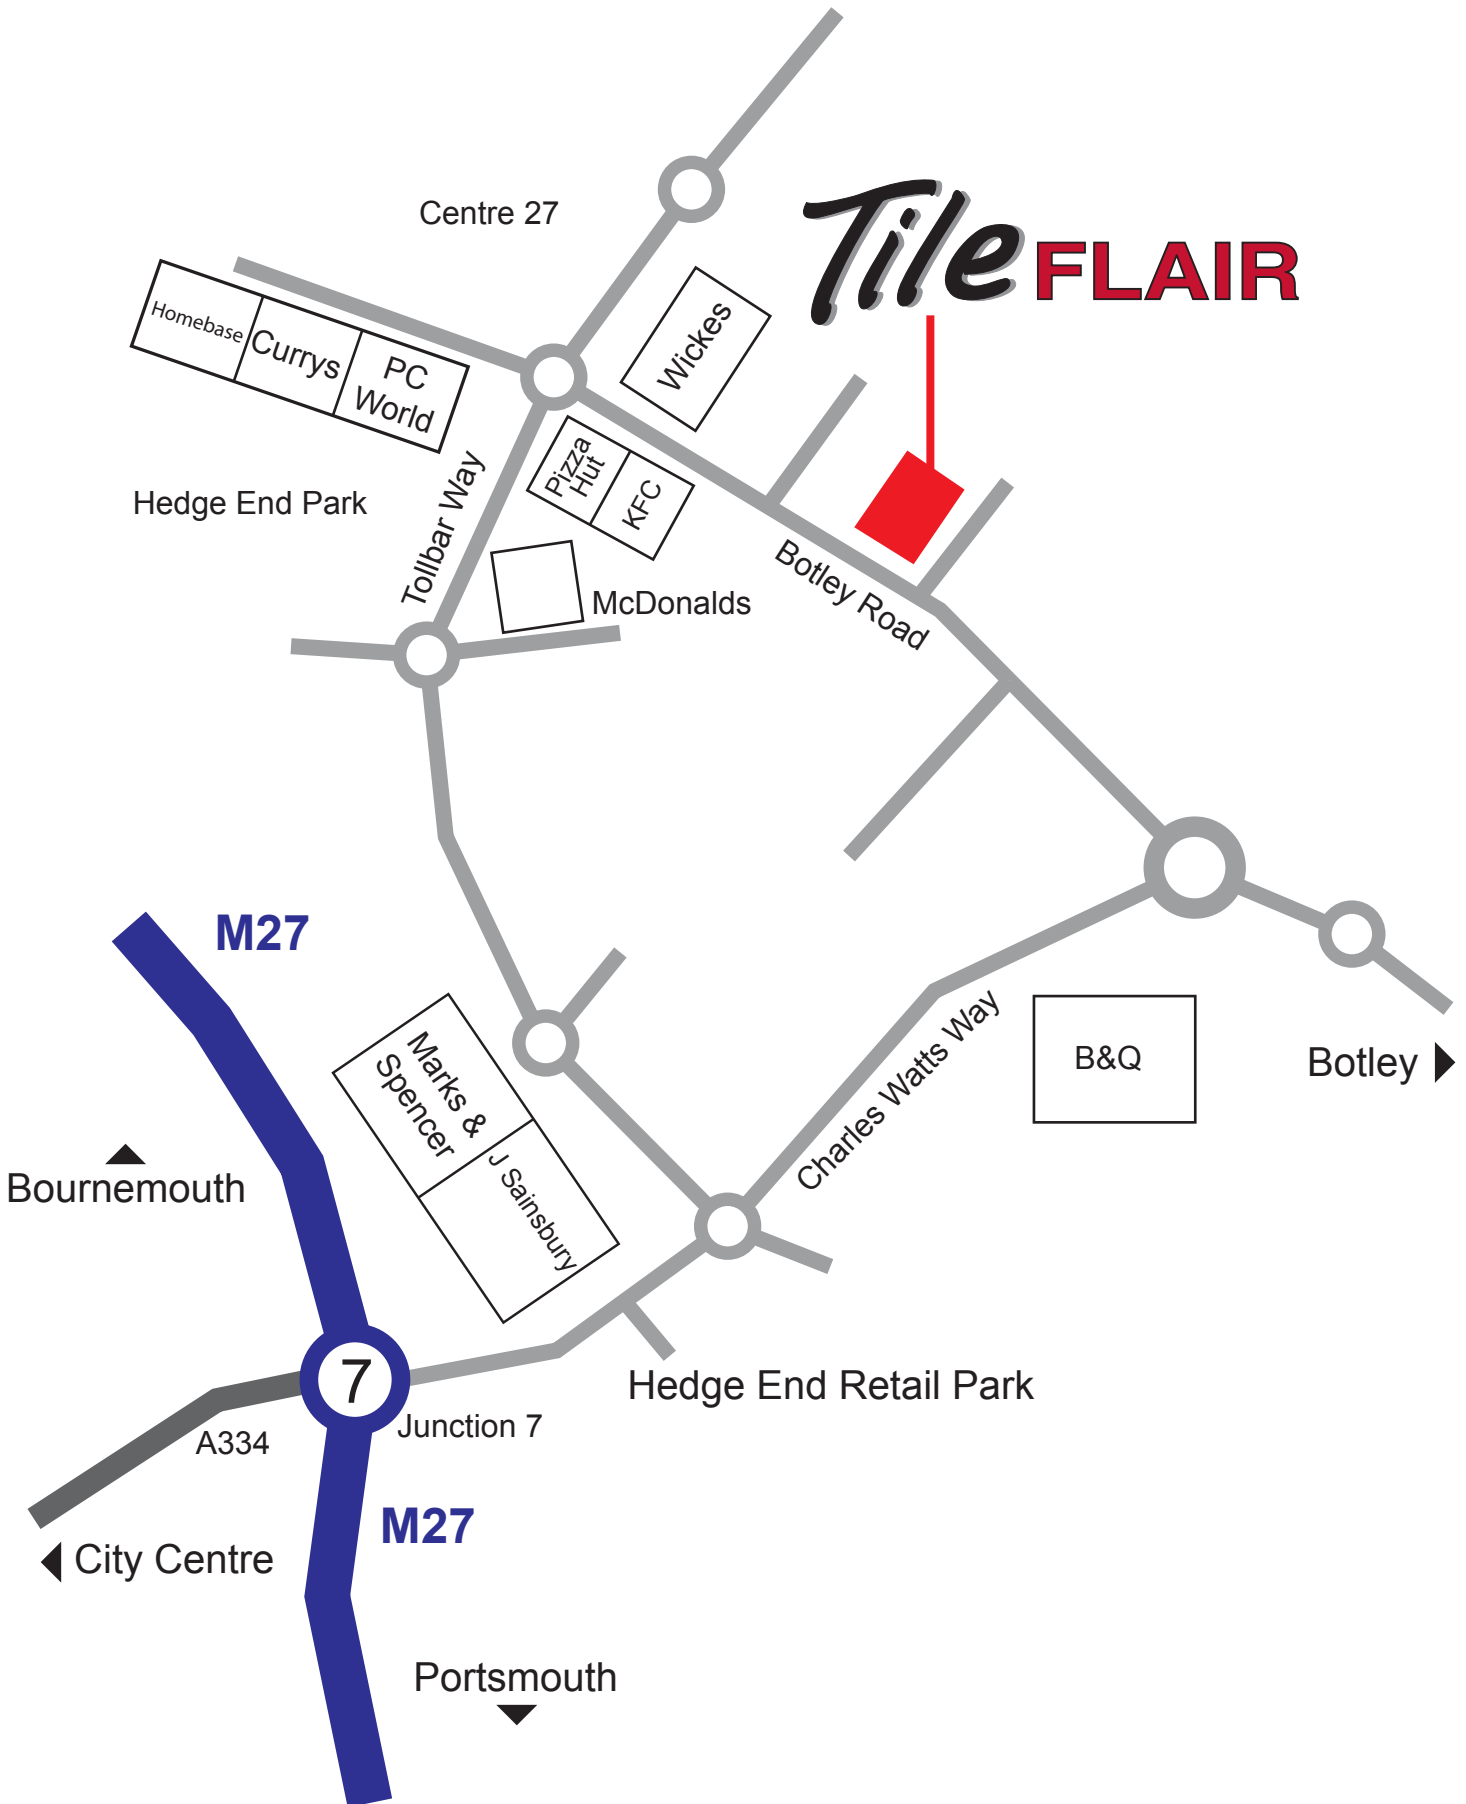 Centre 27
Tile FLAIR
Homebase
Currys
PC
World
Wickes
Pizza
Hut
KFC
Hedge End Park
Tollbar Way
McDonalds
Botley Road
M27
Marks &
Spencer
J Sainsbury
Charles Watts Way
B&Q
Botley
Bournemouth
7
Junction 7
Hedge End Retail Park
A334
M27
City Centre
Portsmouth